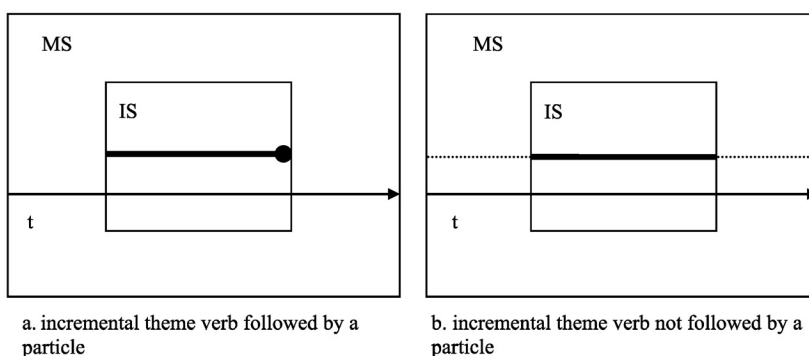 MS
IS
t
a. incremental theme verb followed by a
particle
MS
IS
t
b. incremental theme verb not followed by a
particle